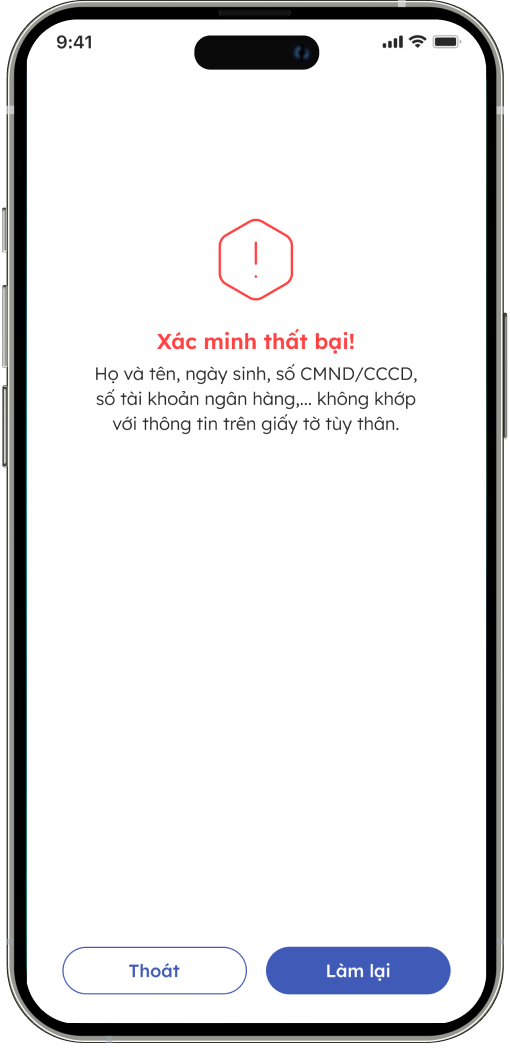 9:41
Xác minh thất bại!
Họ và tên, ngày sinh, số CMND/CCCD,
số tài khoản ngân hàng,... không khớp
với thông tin trên giấy tờ tùy thân.
Thoát
Làm lại